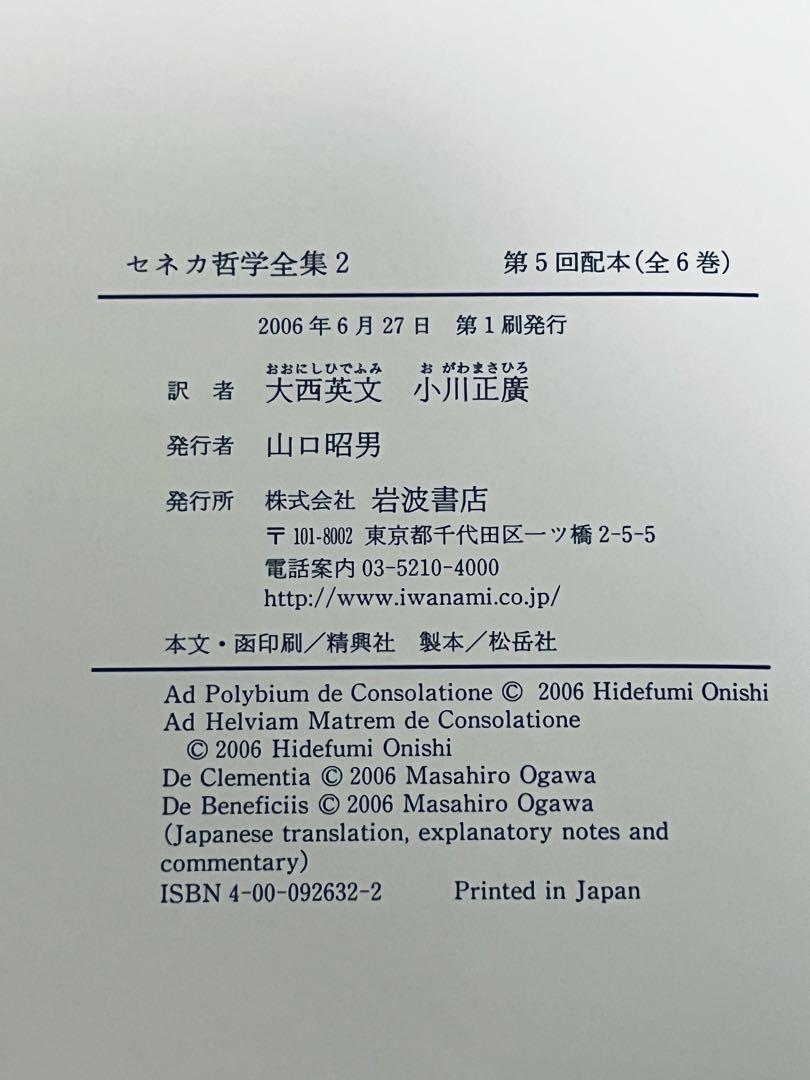 セネカ哲学全集2 第5回配本(全6巻)
2006年6月27日 第1刷発行
おおにしひでふみ おがわまさひろ
訳者 大西英文 小川正廣
発行者 山口昭男
発行所 株式会社 岩波書店
〒101-8002 東京都千代田区一ツ橋2-5-5
電話案内 03-5210-4000
http://www.iwanami.co.jp/
本文・函印刷/精興社 製本/松岳社
Ad Polybium de Consolatione © 2006 Hidefumi Onishi
Ad Helviam Matrem de Consolatione
© 2006 Hidefumi Onishi
De Clementia © 2006 Masahiro Ogawa
De Beneficiis © 2006 Masahiro Ogawa
(Japanese translation, explanatory notes and
commentary)
ISBN 4-00-092632-2 Printed in Japan